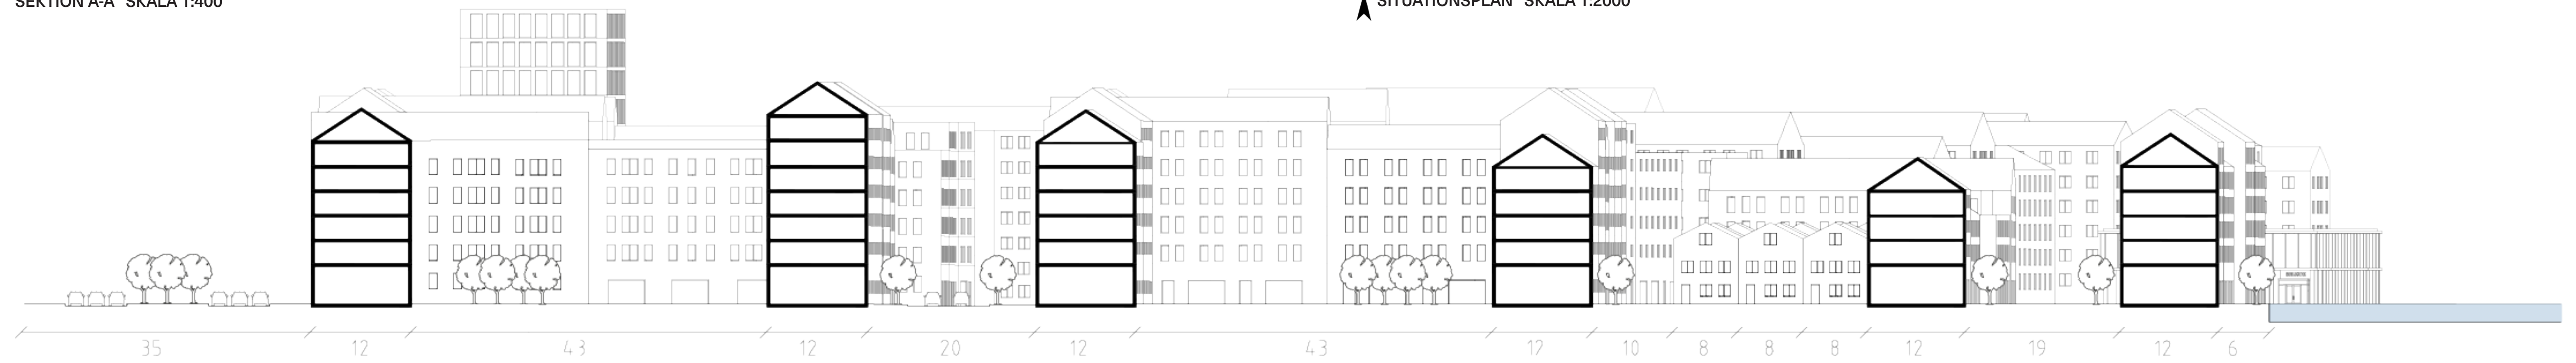 SEKTION A-A SKALA 1:400
SITUATIONSPLAN SKALA 1:2000
35 12 43 12 20 12 43 12 10 8 8 8 12 19 12 6